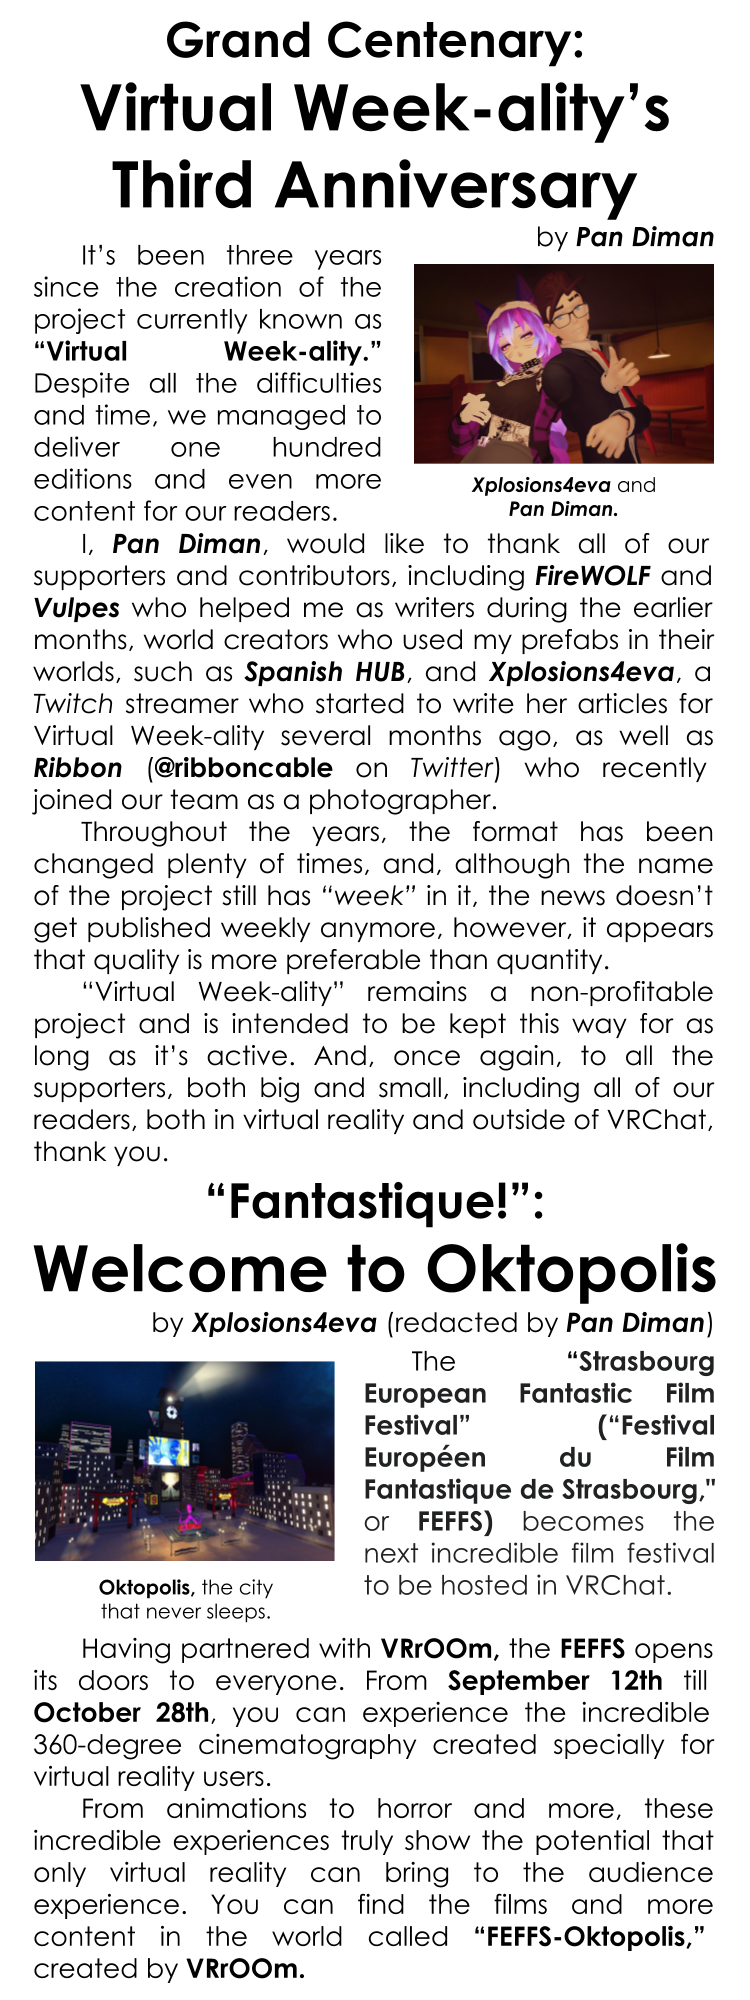 Grand Centenary:
Virtual Week-ality’s
Third Anniversary
by Pan Diman
It’s been three years
since the creation of the
project currently known as
“Virtual Week-ality.”
Despite all the difficulties
and time, we managed to
deliver one hundred
editions and even more
content for our readers.
Xplosions4eva and
Pan Diman.
I, Pan Diman, would like to thank all of our
supporters and contributors, including FireWOLF and
Vulpes who helped me as writers during the earlier
months, world creators who used my prefabs in their
worlds, such as Spanish HUB, and Xplosions4eva, a
Twitch streamer who started to write her articles for
Virtual Week-ality several months ago, as well as
Ribbon (@ribboncable on Twitter) who recently
joined our team as a photographer.
Throughout the years, the format has been
changed plenty of times, and, although the name
of the project still has “week” in it, the news doesn’t
get published weekly anymore, however, it appears
that quality is more preferable than quantity.
“Virtual Week-ality” remains a non-profitable
project and is intended to be kept this way for as
long as it’s active. And, once again, to all the
supporters, both big and small, including all of our
readers, both in virtual reality and outside of VRChat,
thank you.
“Fantastique!”:
Welcome to Oktopolis
by Xplosions4eva (redacted by Pan Diman)
The “Strasbourg
European Fantastic Film
Festival” (“Festival
Européen du Film
Fantastique de Strasbourg,"
or FEFFS) becomes the
next incredible film festival
to be hosted in VRChat.
Oktopolis, the city
that never sleeps.
Having partnered with VRrOOm, the FEFFS opens
its doors to everyone. From September 12th till
October 28th, you can experience the incredible
360-degree cinematography created specially for
virtual reality users.
From animations to horror and more, these
incredible experiences truly show the potential that
only virtual reality can bring to the audience
experience. You can find the films and more
content in the world called “FEFFS-Oktopolis,”
created by VRrOOm.